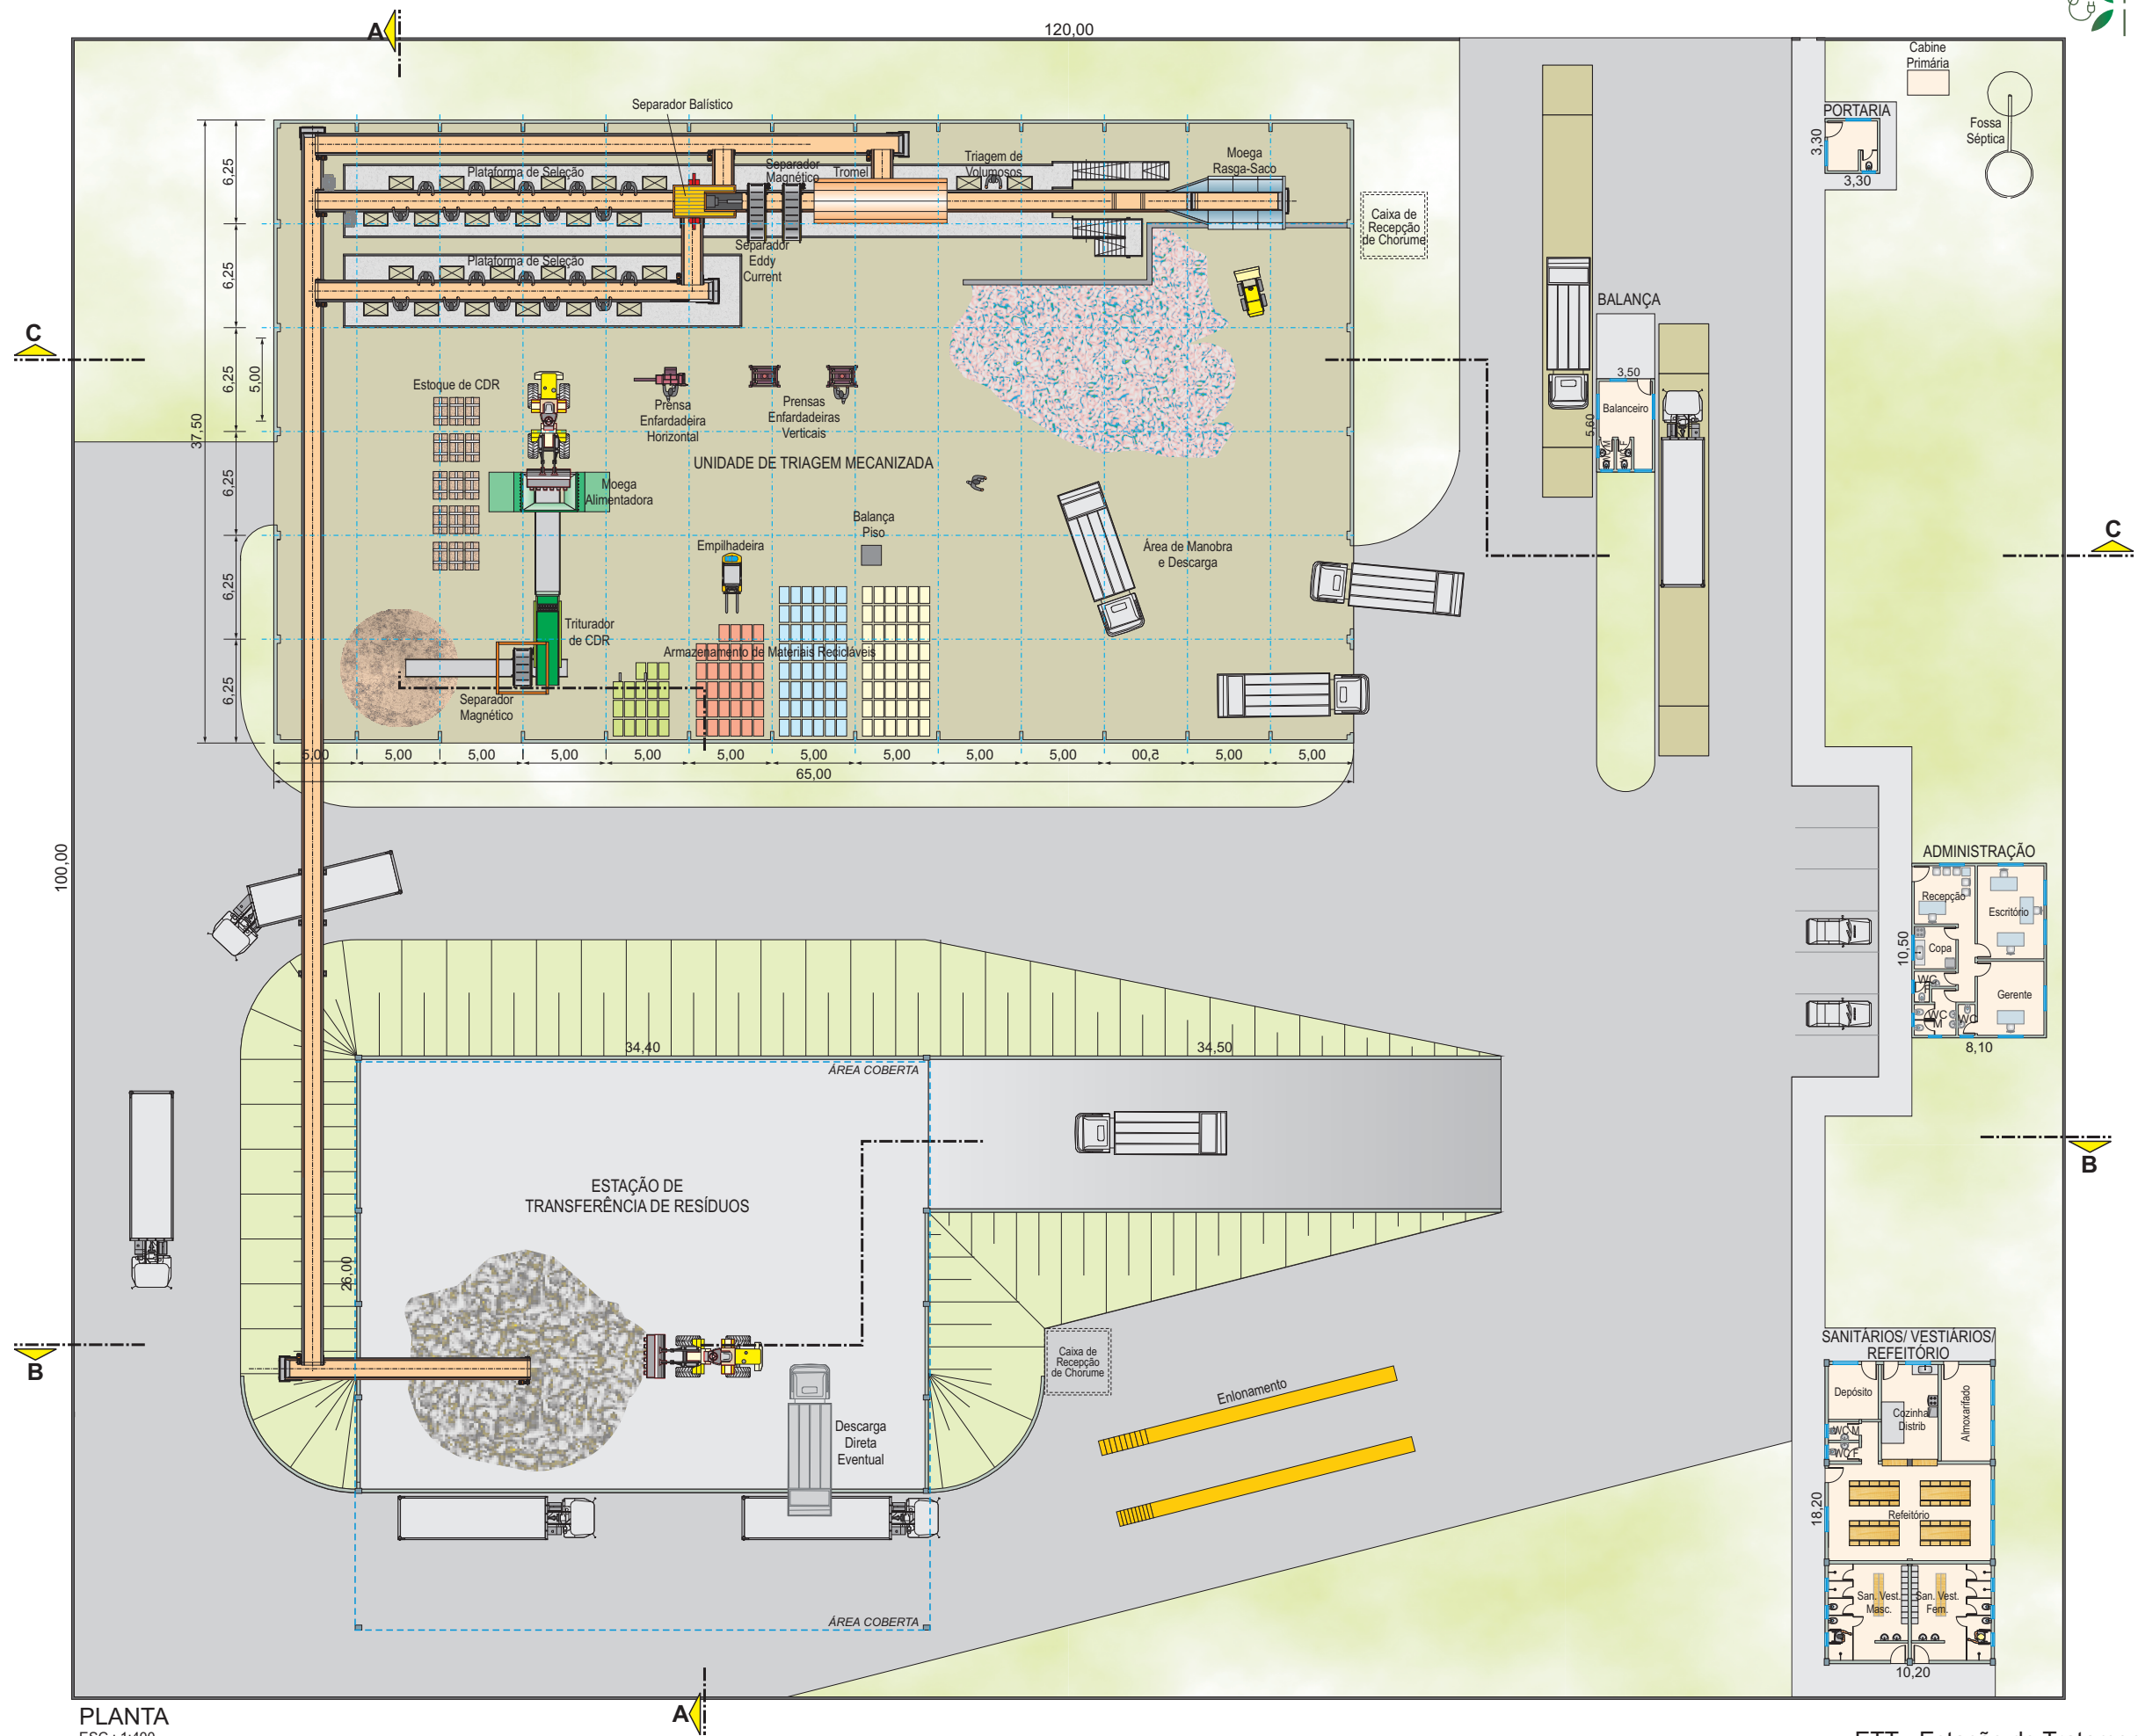 A
120,00
Cabine
Primária
Separador Balístico
PORTARIA
Fossa
Séptica
3,30
3,30
6,25
Plataforma de Seleção
Separador
Magnético
Tromel
Triagem de
Volumosos
Moega
Rasga-Saco
Caixa de
Recepção
de Chorume
6,25
Plataforma de Seleção
Separador
Eddy
Current
BALANÇA
C
6,25
5,00
37,50
Estoque de CDR
Prensa
Enfardadeira
Horizontal
Prensas
Enfardadeiras
Verticais
3,50
Balanceiro
5,60
UNIDADE DE TRIAGEM MECANIZADA
6,25
Moega
Alimentadora
Balança
Piso
C
Empilhadeira
Área de Manobra
e Descarga
6,25
Triturador
de CDR
Armazenamento de Materiais Recicláveis
6,25
Separador
Magnético
5,00
5,00
5,00
5,00
5,00
5,00
5,00
5,00
5,00
5,00
5,00
5,00
5,00
65,00
100,00
ADMINISTRAÇÃO
Recepção
Escritório
10,50
Copa
WC
F
Gerente
WC
M
WC
8,10
34,40
34,50
ÁREA COBERTA
B
ESTAÇÃO DE
TRANSFERÊNCIA DE RESÍDUOS
26,00
B
Caixa de
Recepção
de Chorume
Enlonamento
Descarga
Direta
Eventual
SANITÁRIOS/ VESTIÁRIOS/
REFEITÓRIO
Depósito
Cozinha/
Distrib
Almoxarifado
WC M
WC F
18,20
Refeitório
San. Vest.
Masc.
San. Vest.
Fem.
10,20
ÁREA COBERTA
A
PLANTA